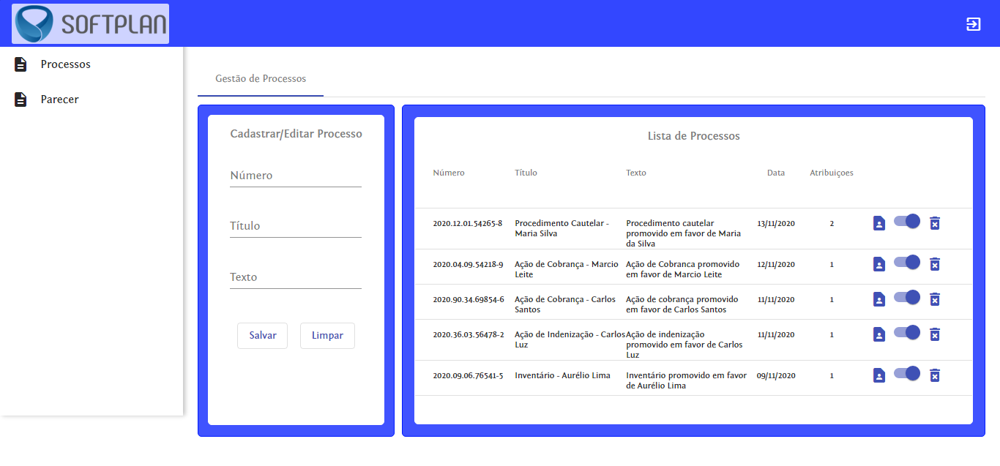 SOFTPLAN
Processos
Parecer
Gestão de Processos
Cadastrar/Editar Processo
Número
Título
Texto
Salvar Limpar
Lista de Processos
Número Título Texto Data Atribuiçoes
2020.12.01.54265-8 Procedimento Cautelar - Procedimento cautelar 13/11/2020 2
Maria Silva promovido em favor de Maria
da Silva
2020.04.09.54218-9 Ação de Cobrança - Marcio Ação de Cobranca promovido 12/11/2020 1
Leite em favor de Marcio Leite
2020.90.34.69854-6 Ação de Cobrança - Carlos Ação de cobrança promovido 11/11/2020 1
Santos em favor de Carlos Santos
2020.36.03.56478-2 Ação de Indenização - Carlos Ação de indenização 11/11/2020 1
Luz promovido em favor de Carlos
Luz
2020.09.06.76541-5 Inventário - Aurélio Lima Inventário promovido em favor 09/11/2020 1
de Aurélio Lima